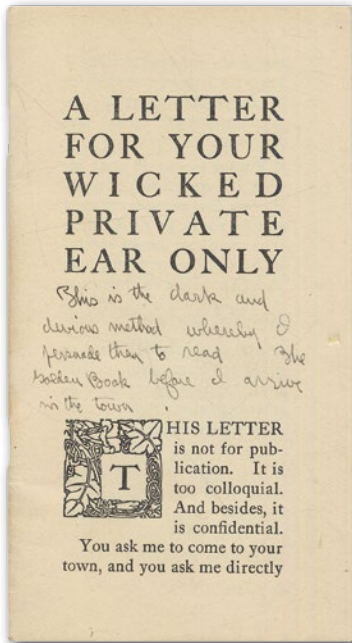 A LETTER
FOR YOUR
WICKED
PRIVATE
EAR ONLY
This is the dark and
devious method whereby I
persuade them to read The
Golden Book before I arrive
in the town.
THIS LETTER
is not for pub-
lication. It is
too colloquial.
And besides, it
is confidential.
You ask me to come to your
town, and you ask me directly